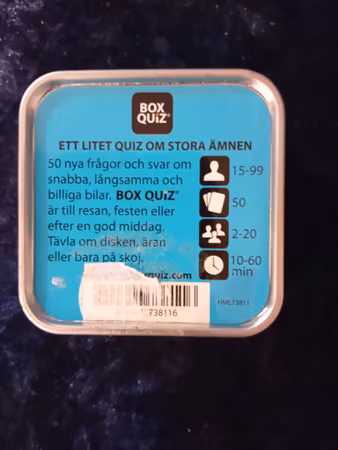 BOX
QUIZ®
ETT LITET QUIZ OM STORA ÄMNEN
50 nya frågor och svar om
snabba, långsamma och
billiga bilar. BOX QUIZ®
är till resan, festen eller
efter en god middag.
Tävla om disken, äran
eller bara på skoj.
15-99
50
2-20
10-60
min
HML73811
738116